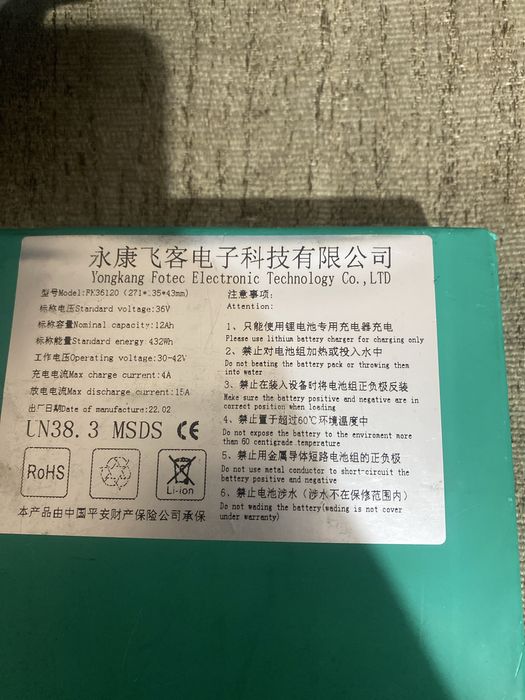 永康飞客电子科技有限公司
Yongkang Fotec Electronic Technology Co.,LTD
型号Model:FK36120 (271*135*43mm)
标称电压Standard voltage:36V
标称容量Nominal capacity:12Ah
标称能量Standard energy:432Wh
工作电压Operating voltage:30-42V
充电电流Max charge current:4A
放电电流Max discharge current:15A
出厂日期Date of manufacture:22.02
UN38.3 MSDS CE
RoHS
Li-ion
本产品由中国平安财产保险公司承保
注意事项:
Attention:
1、只能使用锂电池专用充电器充电
Please use lithium battery charger for charging only
2、禁止对电池组加热或投入水中
Do not beating the battery pack or throwing them
into water
3、禁止在装入设备时将电池组正负极反装
Make sure the battery positive and negative are in
correct position when loading
4、禁止置于超过60℃环境温度中
Do not expose the battery to the enviroment more
than 60 centigrade temperature
5、禁止用金属导体短路电池组的正负极
Do not use metal conductor to short-circuit the
battery positive and negative
6、禁止电池涉水（涉水不在保修范围内）
Do not wading the battery(wading is not cover
under warranty)